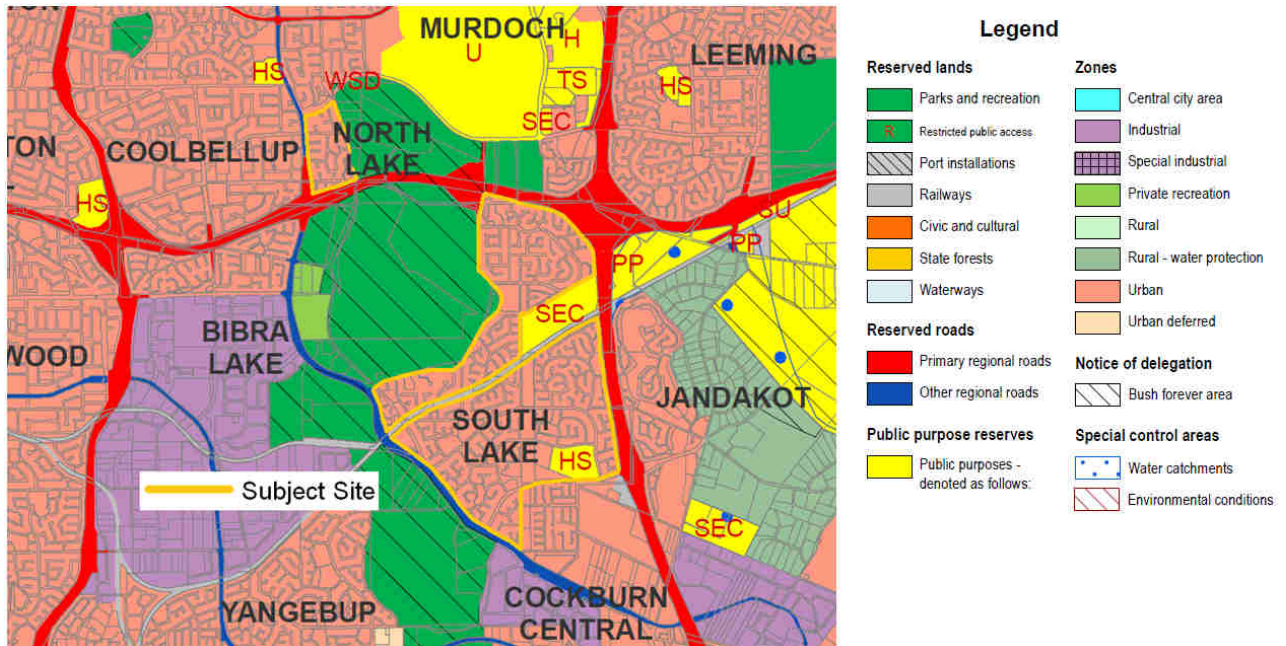 MURDOCH
U
H
LEEMING
HS
WSD
TS
HS
SEC
NORTH
LAKE
TON
COOLBELLUP
HS
SU
PP
PP
SEC
BIBRA
LAKE
WOOD
JANDAKOT
SOUTH
LAKE
HS
Subject Site
SEC
YANGEBUP
COCKBURN
CENTRAL
Legend
Reserved lands
Parks and recreation
R Restricted public access
Port installations
Railways
Civic and cultural
State forests
Waterways
Reserved roads
Primary regional roads
Other regional roads
Public purpose reserves
Public purposes -
denoted as follows:
Zones
Central city area
Industrial
Special industrial
Private recreation
Rural
Rural - water protection
Urban
Urban deferred
Notice of delegation
Bush forever area
Special control areas
Water catchments
Environmental conditions